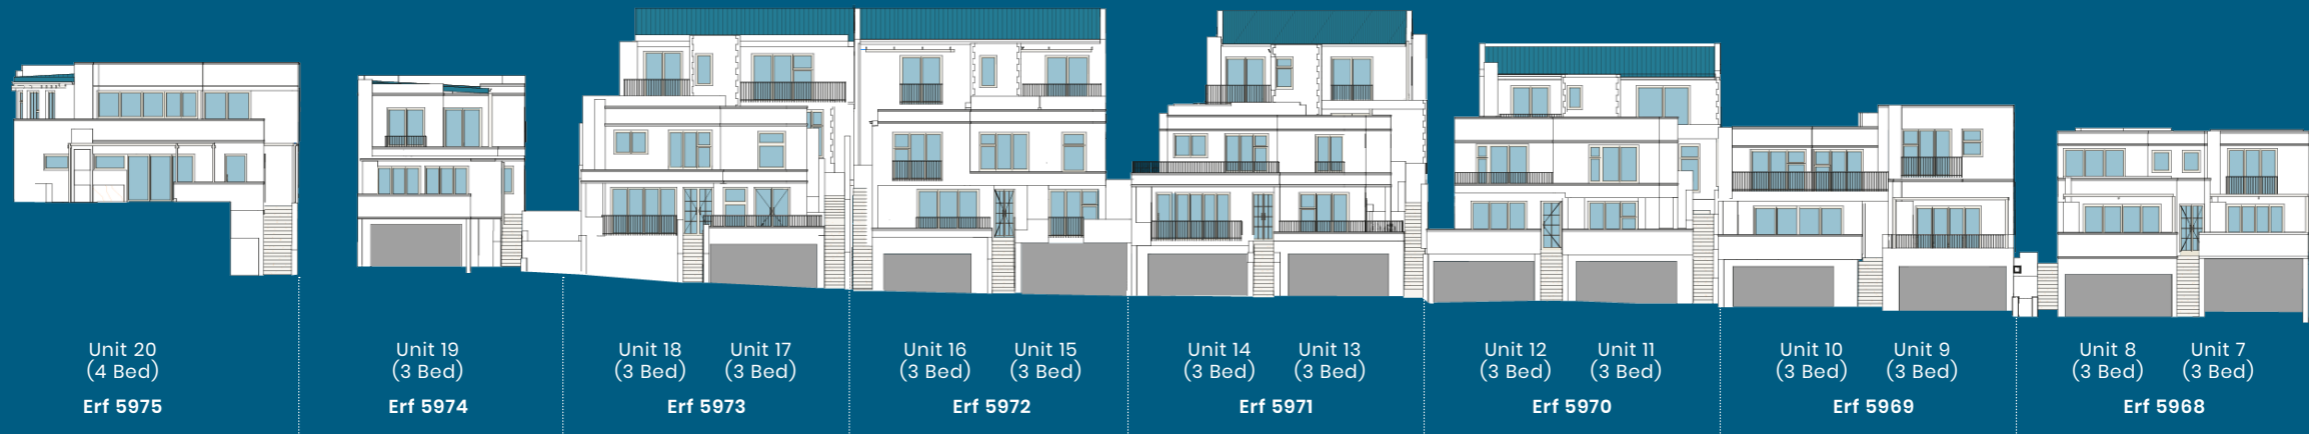 Unit 20
(4 Bed)
Erf 5975
Unit 19
(3 Bed)
Erf 5974
Unit 18
(3 Bed)
Unit 17
(3 Bed)
Erf 5973
Unit 16
(3 Bed)
Unit 15
(3 Bed)
Erf 5972
Unit 14
(3 Bed)
Unit 13
(3 Bed)
Erf 5971
Unit 12
(3 Bed)
Unit 11
(3 Bed)
Erf 5970
Unit 10
(3 Bed)
Unit 9
(3 Bed)
Erf 5969
Unit 8
(3 Bed)
Unit 7
(3 Bed)
Erf 5968